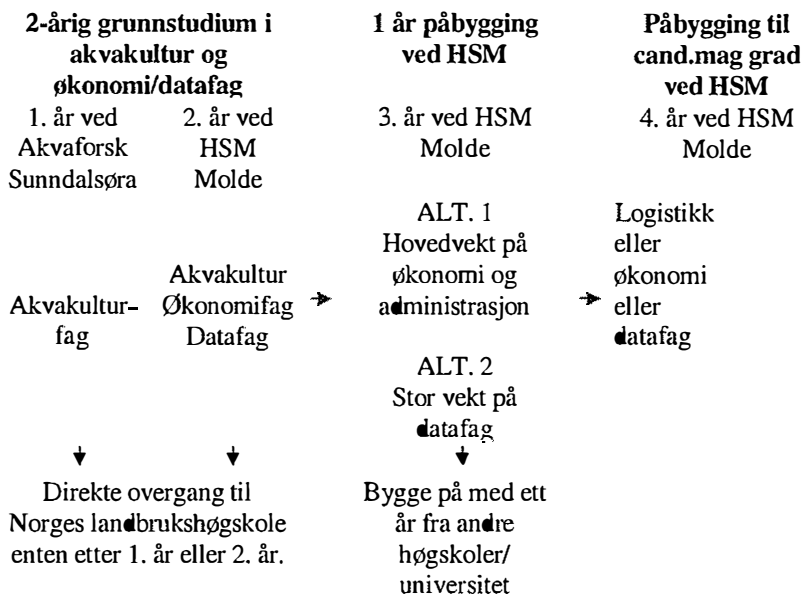 2-årig grunnstudium i
akvakultur og
økonomi/datafag
1 år påbygging
ved HSM
Påbygging til
cand.mag grad
ved HSM
1. år ved
Akvaforsk
Sunndalsøra
2. år ved
HSM
Molde
3. år ved HSM
Molde
4. år ved HSM
Molde
Akvakultur–
fag
Akvakultur
Økonomifag
Datafag
ALT. 1
Hovedvekt på
økonomi og
administrasjon
ALT. 2
Stor vekt på
datafag
Logistikk
eller
økonomi
eller
datafag
Direkte overgang til
Norges landbrukshøgskole
enten etter 1. år eller 2. år.
Bygge på med ett
år fra andre
høgskoler/
universitet